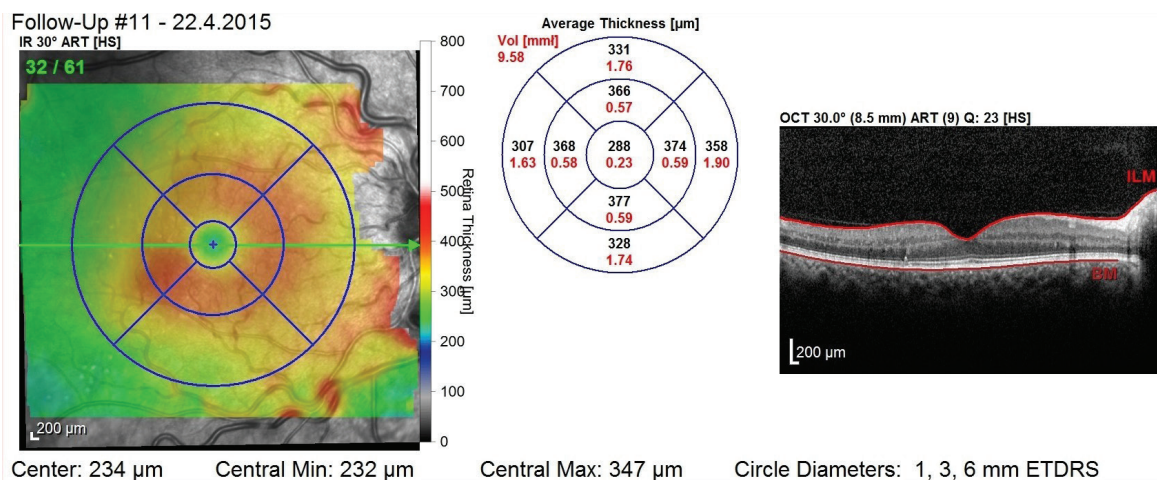 Follow-Up #11 - 22.4.2015
IR 30° ART [HS]
32 / 61
200 µm
800
700
600
500
400
300
200
100
0
Retina Thickness [µm]
Average Thickness [µm]
Vol [mm³]
9.58
331
1.76
366
0.57
307 368 288 374 358
1.63 0.58 0.23 0.59 1.90
377
0.59
328
1.74
OCT 30.0° (8.5 mm) ART (9) Q: 23 [HS]
ILM
BM
200 µm
Center: 234 µm Central Min: 232 µm Central Max: 347 µm Circle Diameters: 1, 3, 6 mm ETDRS